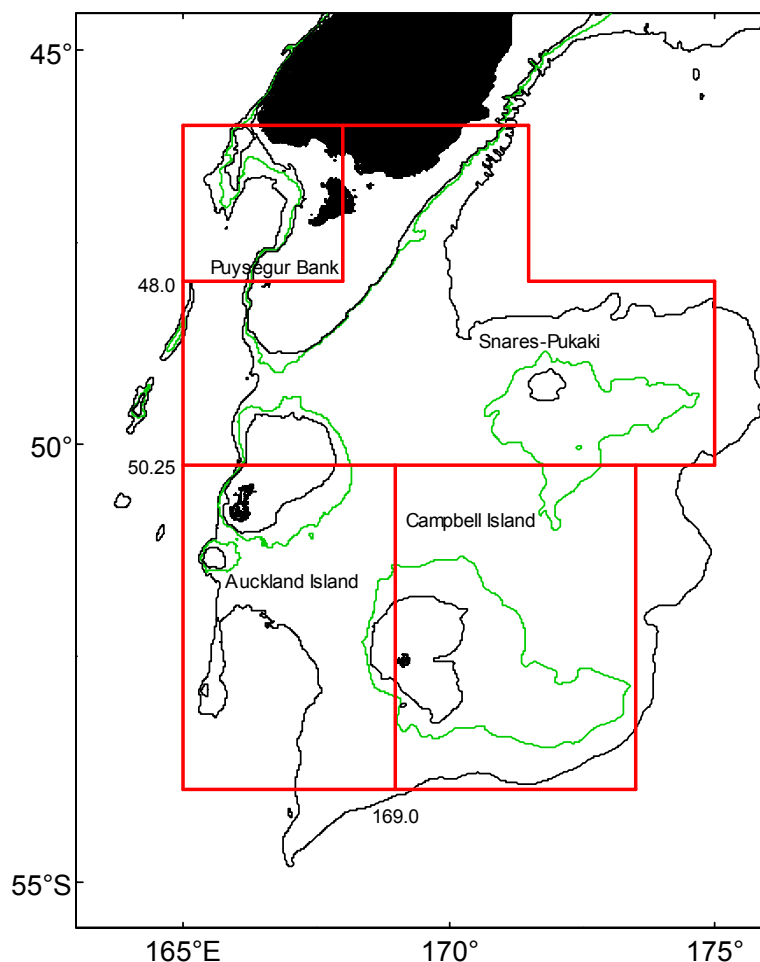 45°
Puysegur Bank
48.0
Snares-Pukaki
50°
50.25
Campbell Island
Auckland Island
169.0
55°S
165°E
170°
175°